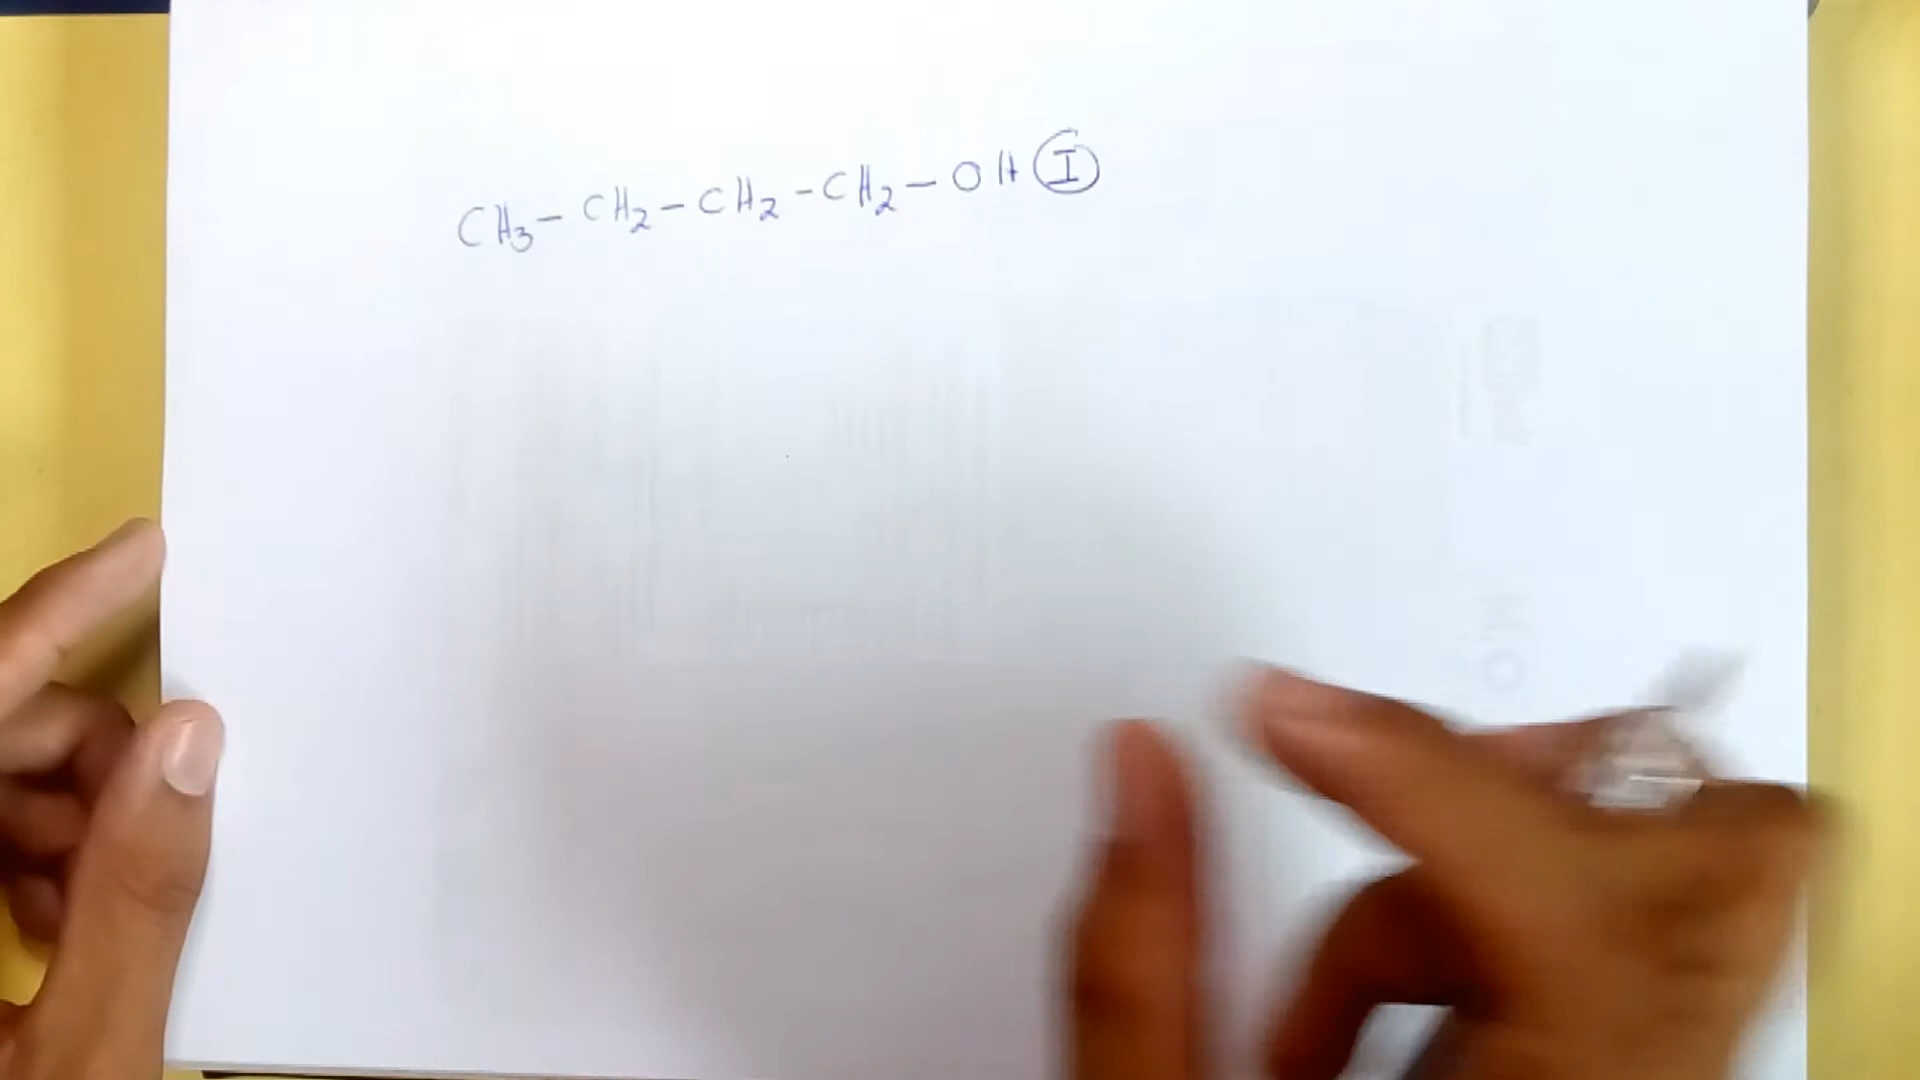 CH₃ – CH₂ – CH₂ – CH₂ – OH I